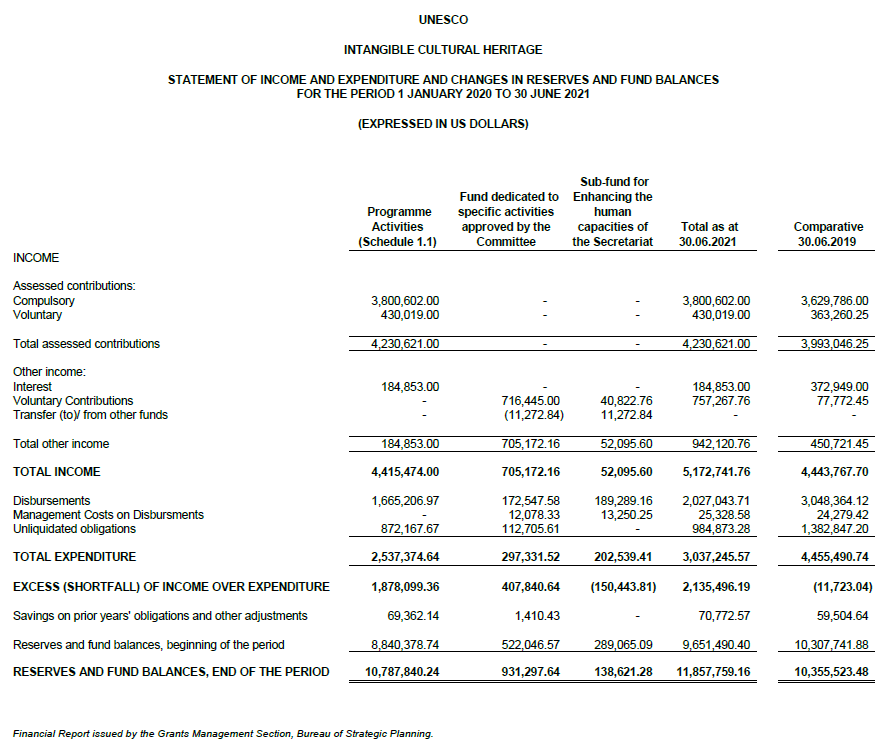 UNESCO
INTANGIBLE CULTURAL HERITAGE
STATEMENT OF INCOME AND EXPENDITURE AND CHANGES IN RESERVES AND FUND BALANCES
FOR THE PERIOD 1 JANUARY 2020 TO 30 JUNE 2021
(EXPRESSED IN US DOLLARS)
Sub-fund for
Fund dedicated to Enhancing the
Programme specific activities human
Activities approved by the capacities of Total as at Comparative
(Schedule 1.1) Committee the Secretariat 30.06.2021 30.06.2019
INCOME
Assessed contributions:
Compulsory 3,800,602.00 - - 3,800,602.00 3,629,786.00
Voluntary 430,019.00 - - 430,019.00 363,260.25
Total assessed contributions 4,230,621.00 - - 4,230,621.00 3,993,046.25
Other income:
Interest 184,853.00 - - 184,853.00 372,949.00
Voluntary Contributions - 716,445.00 40,822.76 757,267.76 77,772.45
Transfer (to)/ from other funds - (11,272.84) 11,272.84 - -
Total other income 184,853.00 705,172.16 52,095.60 942,120.76 450,721.45
TOTAL INCOME 4,415,474.00 705,172.16 52,095.60 5,172,741.76 4,443,767.70
Disbursements 1,665,206.97 172,547.58 189,289.16 2,027,043.71 3,048,364.12
Management Costs on Disbursments - 12,078.33 13,250.25 25,328.58 24,279.42
Unliquidated obligations 872,167.67 112,705.61 - 984,873.28 1,382,847.20
TOTAL EXPENDITURE 2,537,374.64 297,331.52 202,539.41 3,037,245.57 4,455,490.74
EXCESS (SHORTFALL) OF INCOME OVER EXPENDITURE 1,878,099.36 407,840.64 (150,443.81) 2,135,496.19 (11,723.04)
Savings on prior years' obligations and other adjustments 69,362.14 1,410.43 - 70,772.57 59,504.64
Reserves and fund balances, beginning of the period 8,840,378.74 522,046.57 289,065.09 9,651,490.40 10,307,741.88
RESERVES AND FUND BALANCES, END OF THE PERIOD 10,787,840.24 931,297.64 138,621.28 11,857,759.16 10,355,523.48
Financial Report issued by the Grants Management Section, Bureau of Strategic Planning.